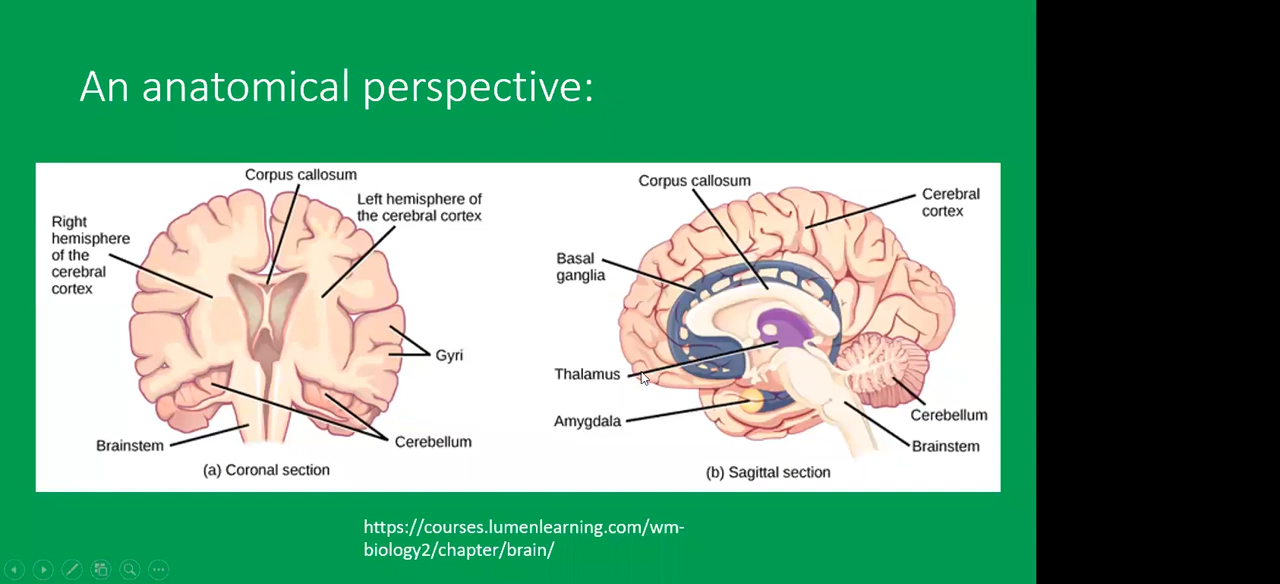 An anatomical perspective:
Corpus callosum
Left hemisphere of
the cerebral cortex
Right
hemisphere
of the
cerebral
cortex
Gyri
Cerebellum
Brainstem
(a) Coronal section
Corpus callosum
Cerebral
cortex
Basal
ganglia
Thalamus
Amygdala
Cerebellum
Brainstem
(b) Sagittal section
https://courses.lumenlearning.com/wm-
biology2/chapter/brain/